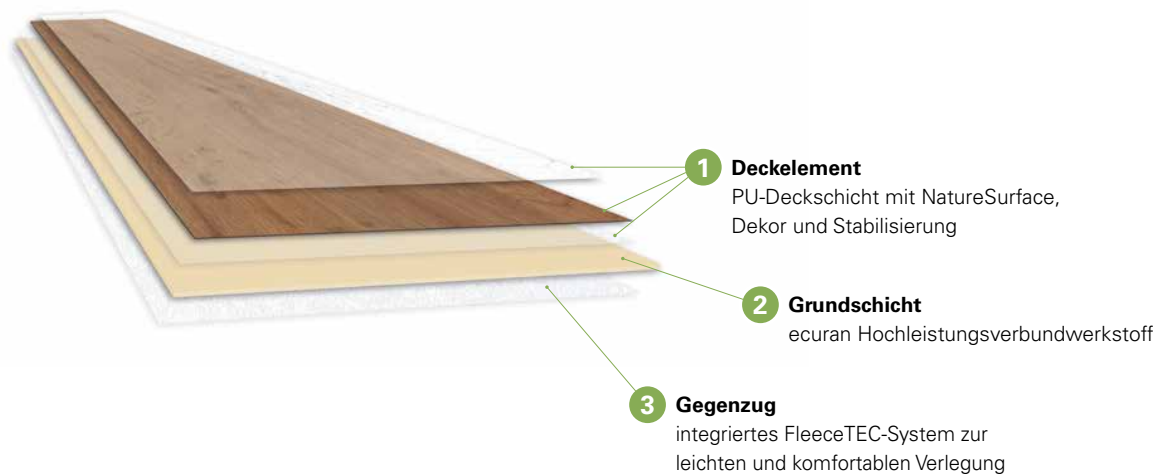 1 Deckelement
PU-Deckschicht mit NatureSurface,
Dekor und Stabilisierung
2 Grundschicht
ecuran Hochleistungsverbundwerkstoff
3 Gegenzug
integriertes FleeceTEC-System zur
leichten und komfortablen Verlegung